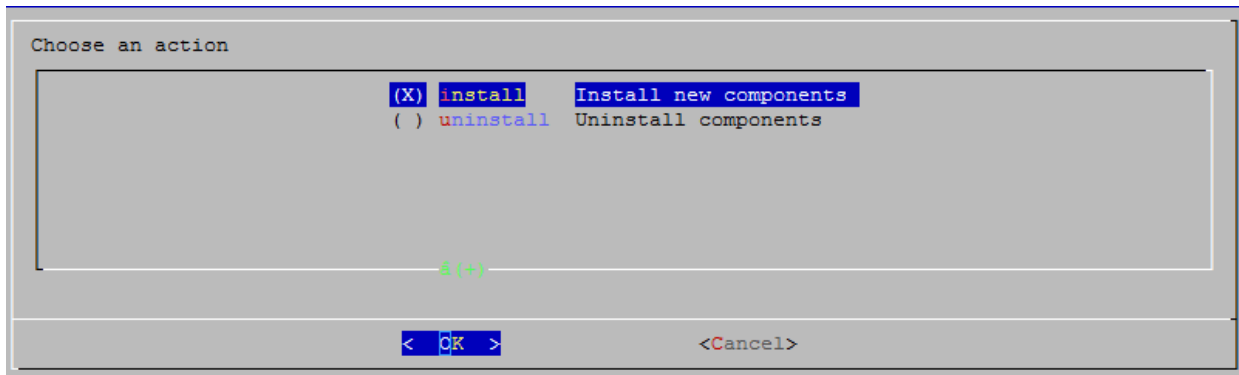 Choose an action
(X) install Install new components
( ) uninstall Uninstall components
(+)
< OK > <Cancel>